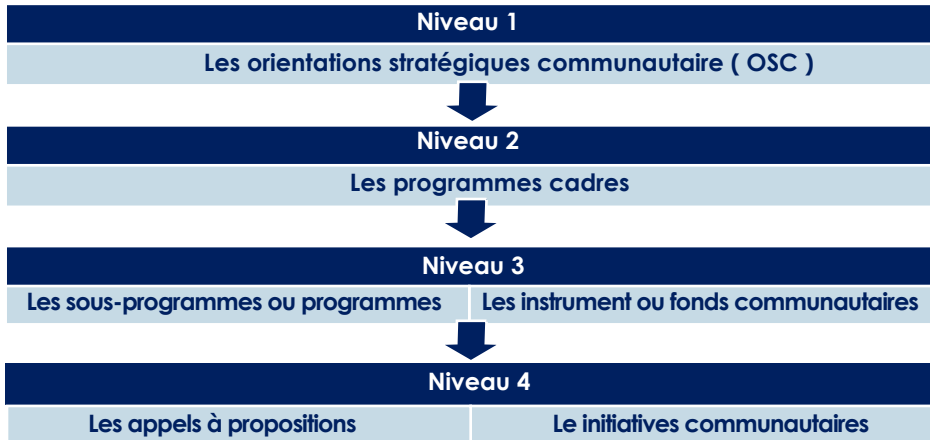 Niveau 1
Les orientations stratégiques communautaire ( OSC )
Niveau 2
Les programmes cadres
Niveau 3
Les sous-programmes ou programmes
Les instrument ou fonds communautaires
Niveau 4
Les appels à propositions
Le initiatives communautaires